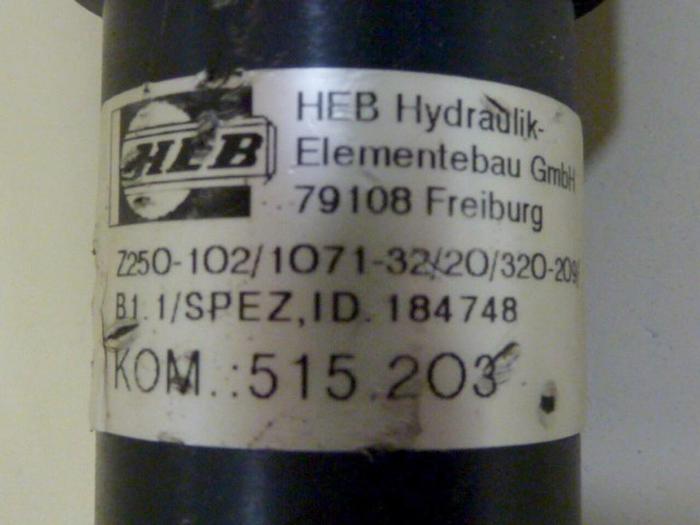 HEB
HEB Hydraulik-
Elementebau GmbH
79108 Freiburg
Z250-102/1071-32/20/320-209/
B1.1/SPEZ,ID.184748
KOM.:515.203